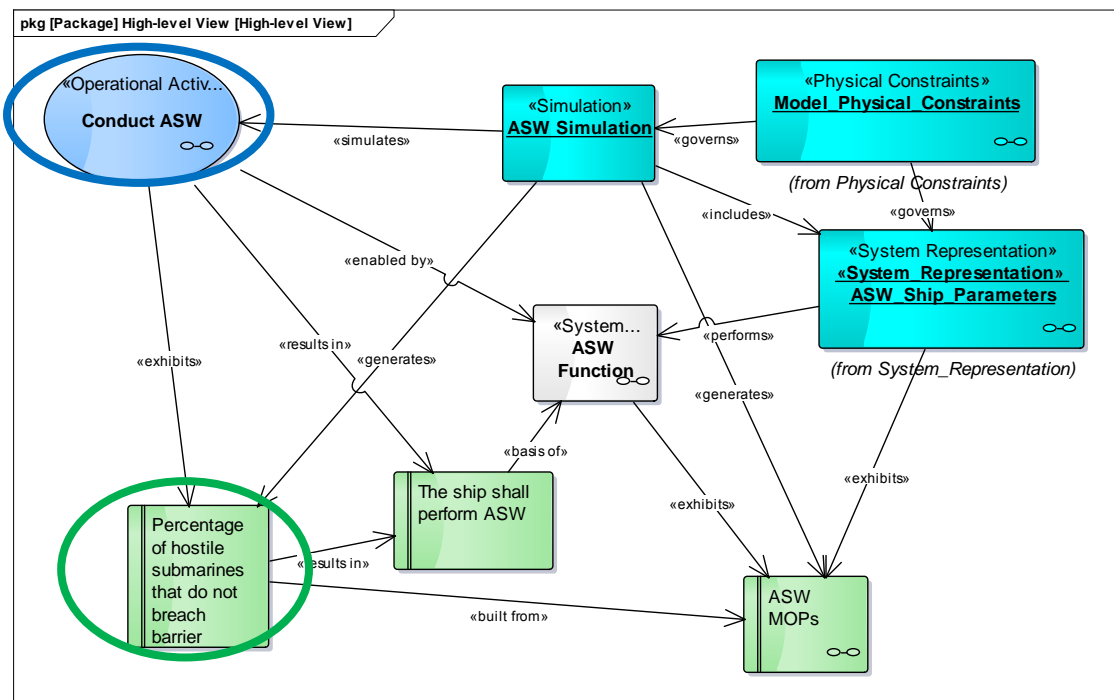 pkg [Package] High-level View [High-level View]
«Operational Activ...
Conduct ASW
«Simulation»
ASW_Simulation
«Physical Constraints»
Model_Physical_Constraints
(from Physical Constraints)
«simulates»
«governs»
«includes»
«governs»
«System Representation»
«System_Representation»
ASW_Ship_Parameters
(from System_Representation)
«enabled by»
«System...
ASW
Function
«exhibits»
«results in»
«generates»
«performs»
«generates»
«basis of»
The ship shall
perform ASW
«exhibits»
«exhibits»
Percentage
of hostile
submarines
that do not
breach
barrier
«results in»
«built from»
ASW
MOPs